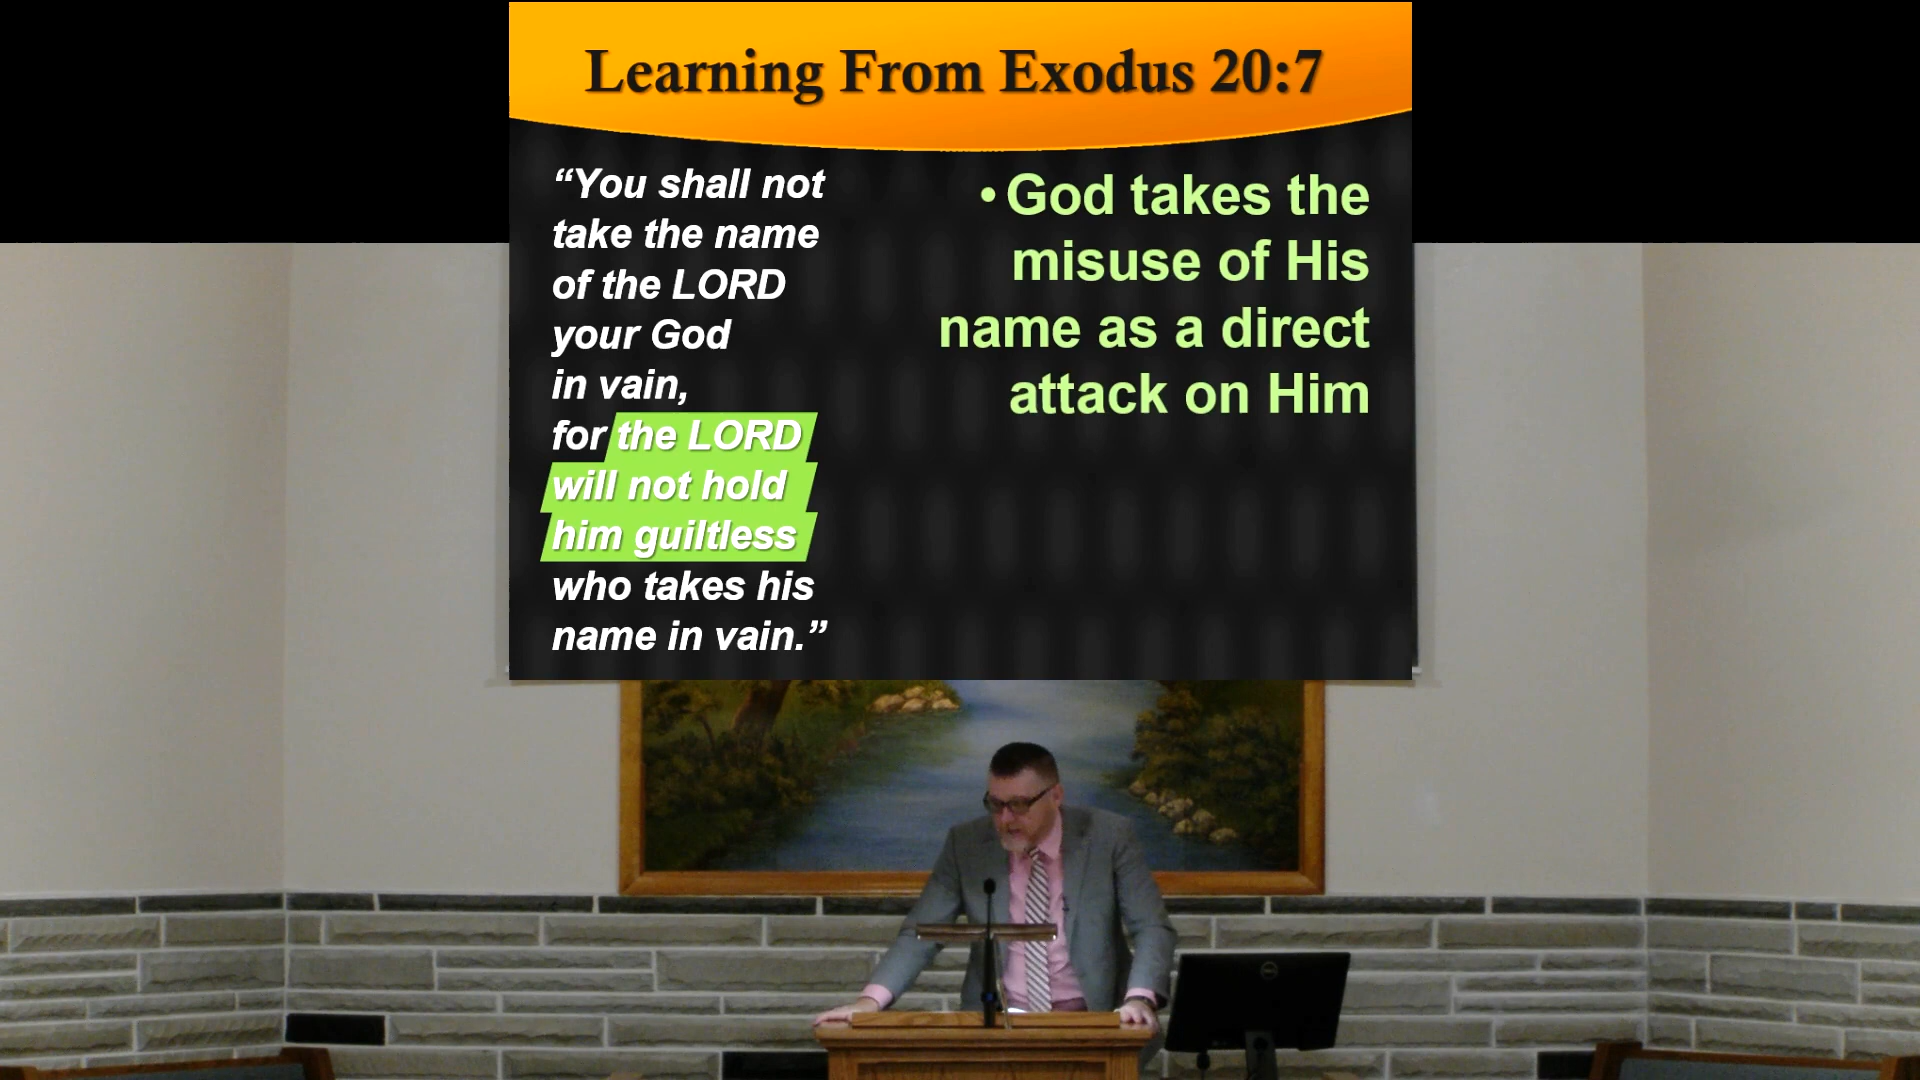 Learning From Exodus 20:7
“You shall not
take the name
of the LORD
your God
in vain,
for the LORD
will not hold
him guiltless
who takes his
name in vain.”
• God takes the
misuse of His
name as a direct
attack on Him
DELL